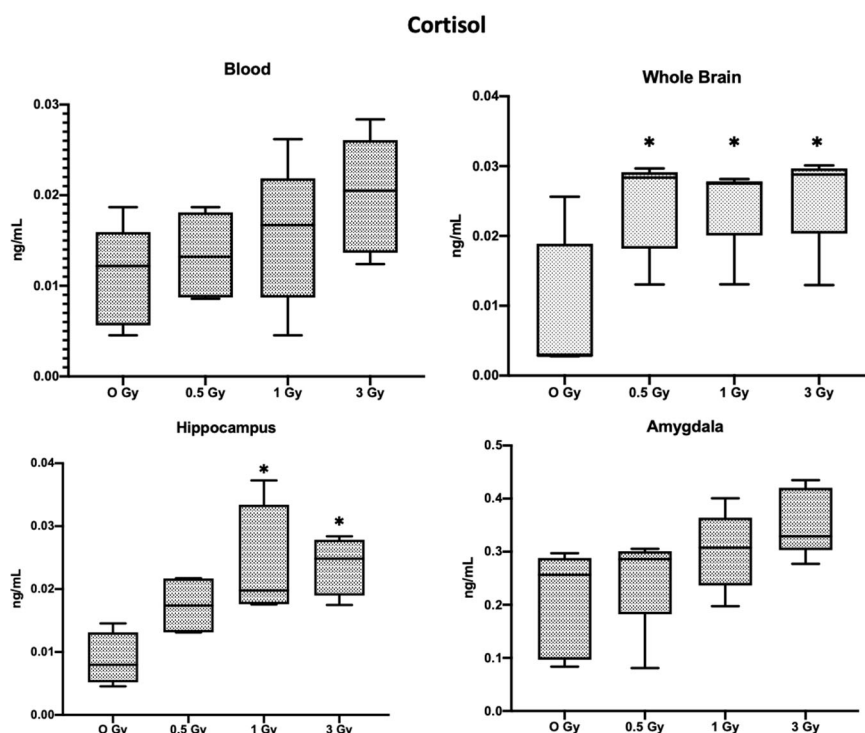 Cortisol
Blood
0.03
0.02
0.01
0.00
ng/mL
O Gy 0.5 Gy 1 Gy 3 Gy
Whole Brain
0.04
0.03
0.02
0.01
0.00
ng/mL
* * *
O Gy 0.5 Gy 1 Gy 3 Gy
Hippocampus
0.04
0.03
0.02
0.01
0.00
ng/mL
* *
O Gy 0.5 Gy 1 Gy 3 Gy
Amygdala
0.5
0.4
0.3
0.2
0.1
0.0
ng/mL
O Gy 0.5 Gy 1 Gy 3 Gy